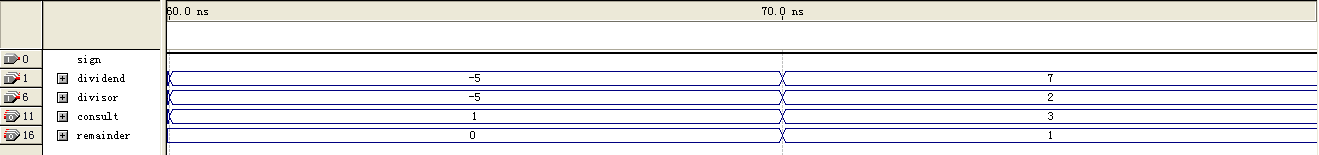 60.0 ns 70.0 ns
0 sign
1 dividend -5 7
6 divisor -5 2
11 consult 1 3
16 remainder 0 1